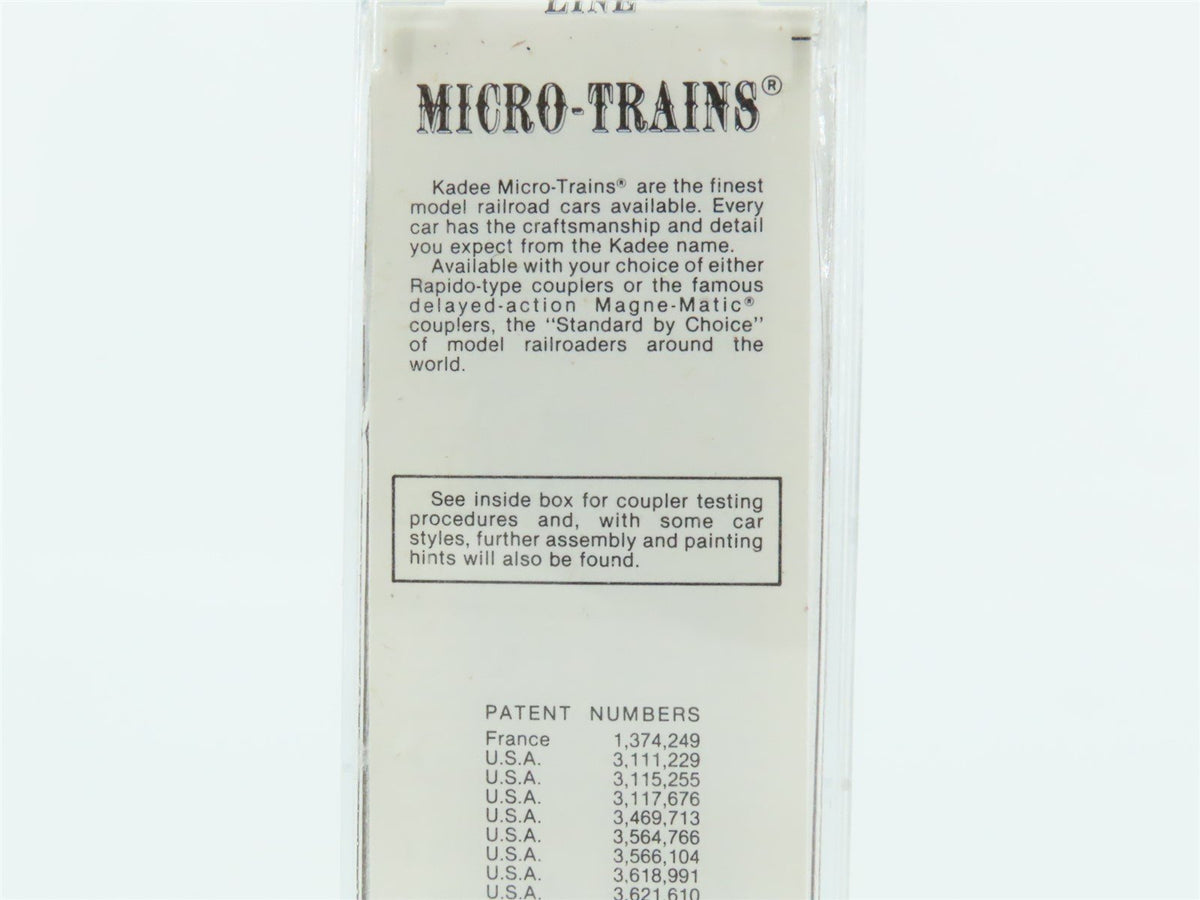 LINE
MICRO-TRAINS®
Kadee Micro-Trains® are the finest
model railroad cars available. Every
car has the craftsmanship and detail
you expect from the Kadee name.
Available with your choice of either
Rapido-type couplers or the famous
delayed-action Magne-Matic®
couplers, the "Standard by Choice"
of model railroaders around the
world.
See inside box for coupler testing
procedures and, with some car
styles, further assembly and painting
hints will also be found.
PATENT NUMBERS
France 1,374,249
U.S.A. 3,111,229
U.S.A. 3,115,255
U.S.A. 3,117,676
U.S.A. 3,469,713
U.S.A. 3,564,766
U.S.A. 3,566,104
U.S.A. 3,618,991
U.S.A. 3,621,610